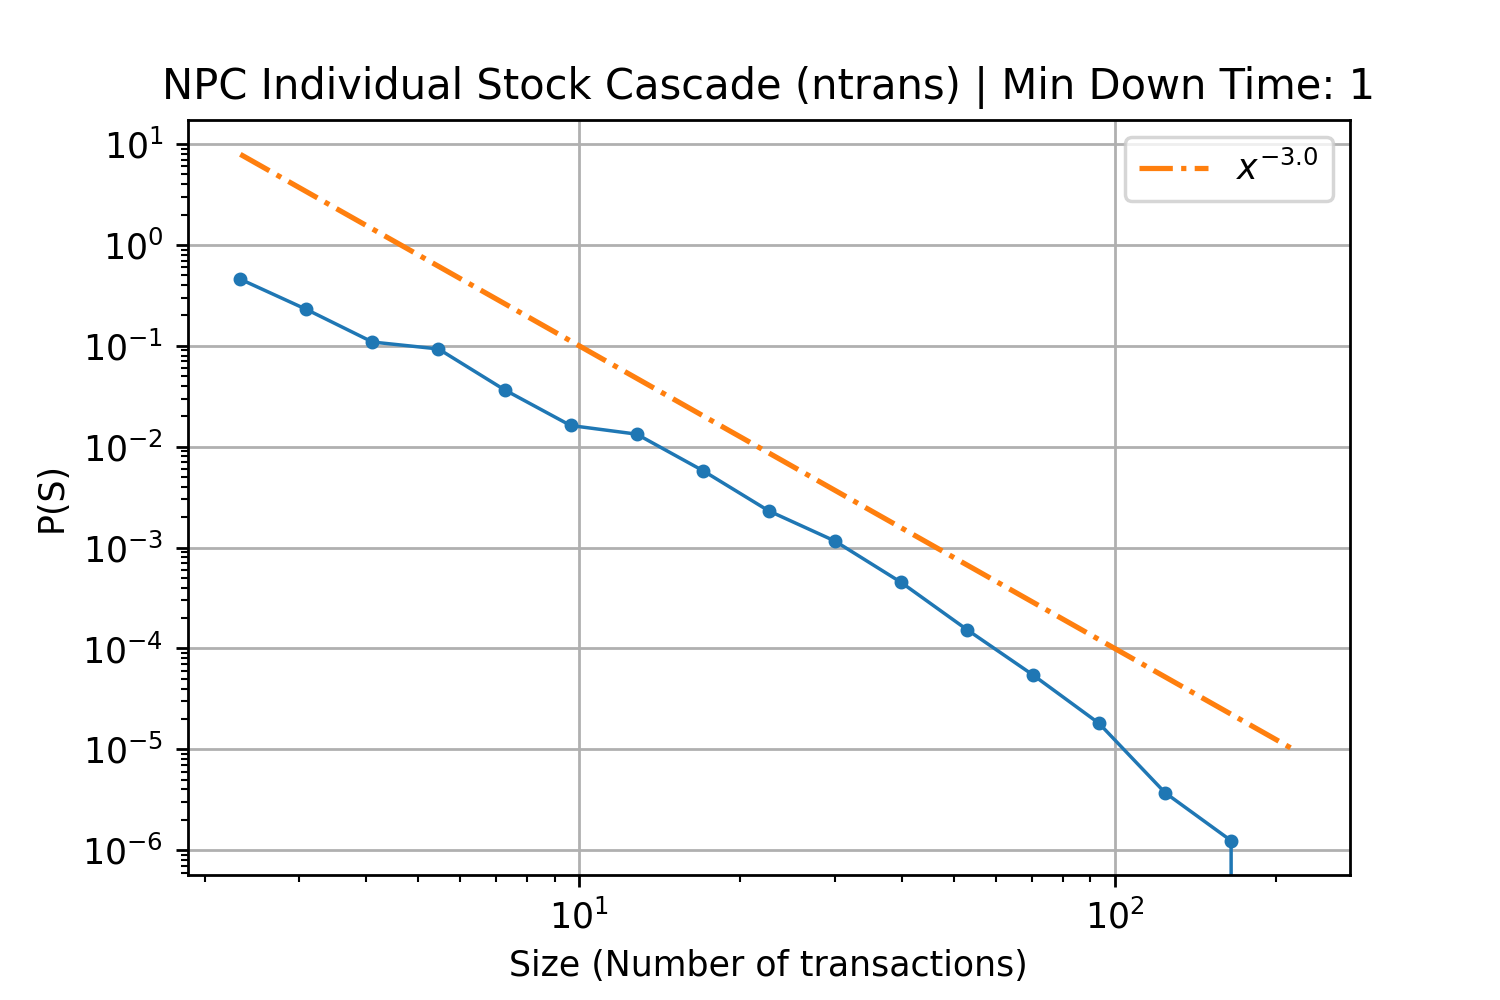 NPC Individual Stock Cascade (ntrans) | Min Down Time: 1
x^{-3.0}
10^1
10^0
10^{-1}
10^{-2}
10^{-3}
10^{-4}
10^{-5}
10^{-6}
P(S)
10^1 10^2
Size (Number of transactions)